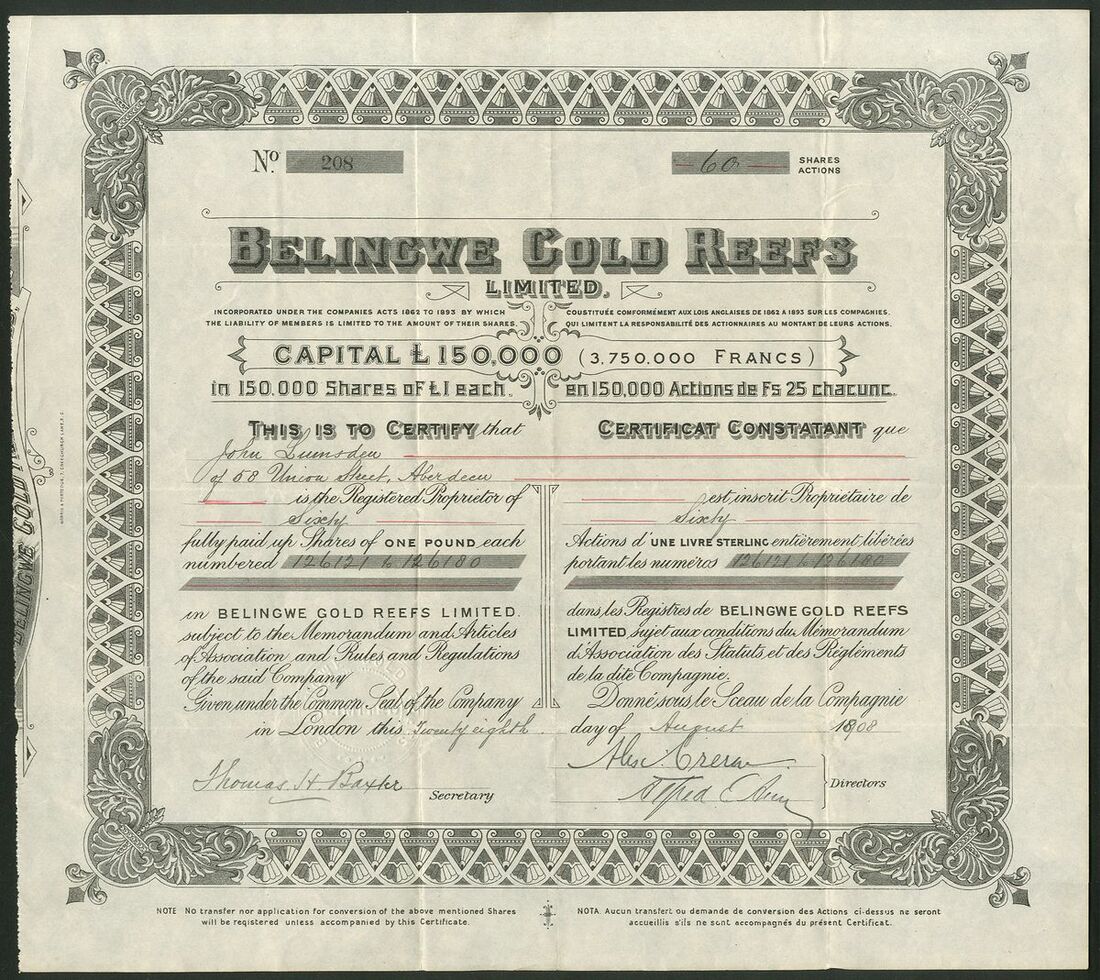 No. 208
60 SHARES
ACTIONS
BELINGWE GOLD REEFS
LIMITED.
INCORPORATED UNDER THE COMPANIES ACTS 1862 TO 1893 BY WHICH
THE LIABILITY OF MEMBERS IS LIMITED TO THE AMOUNT OF THEIR SHARES.
COUSTITUÉE CONFORMÉMENT AUX LOIS ANGLAISES DE 1862 À 1893 SUR LES COMPAGNIES.
QUI LIMITENT LA RESPONSABILITÉ DES ACTIONNAIRES AU MONTANT DE LEURS ACTIONS.
CAPITAL £150,000 (3.750.000 FRANCS)
in 150.000 Shares of £1 each.
en 150,000 Actions de Fs 25 chacune.
THIS IS TO CERTIFY that
John Lumsden
of 58 Union Street, Aberdeen
is the Registered Proprietor of
Sixty
fully paid up Shares of ONE POUND each
numbered 126121 to 126180
in BELINGWE GOLD REEFS LIMITED.
subject to the Memorandum and Articles
of Association and Rules and Regulations
of the said Company
Given under the Common Seal of the Company
in London this Twenty eighth day of August 1908
CERTIFICAT CONSTATANT que
est inscrit Propriétaire de
Sixty
Actions d'UNE LIVRE STERLING entièrement libérées
portant les numéros 126121 to 126180
dans les Registres de BELINGWE GOLD REEFS
LIMITED, sujet aux conditions du Mémorandum
d'Association des Statuts, et des Règlements
de la dite Compagnie.
Donné sous le Sceau de la Compagnie
Thomas H Baxter Secretary
Directors
NOTE No transfer nor application for conversion of the above mentioned Shares
will be registered unless accompanied by this Certificate.
NOTA. Aucun transfert ou demande de conversion des Actions ci-dessus ne seront
accueillis s'ils ne sont accompagnés du présent Certificat.
BELINGWE GOLD